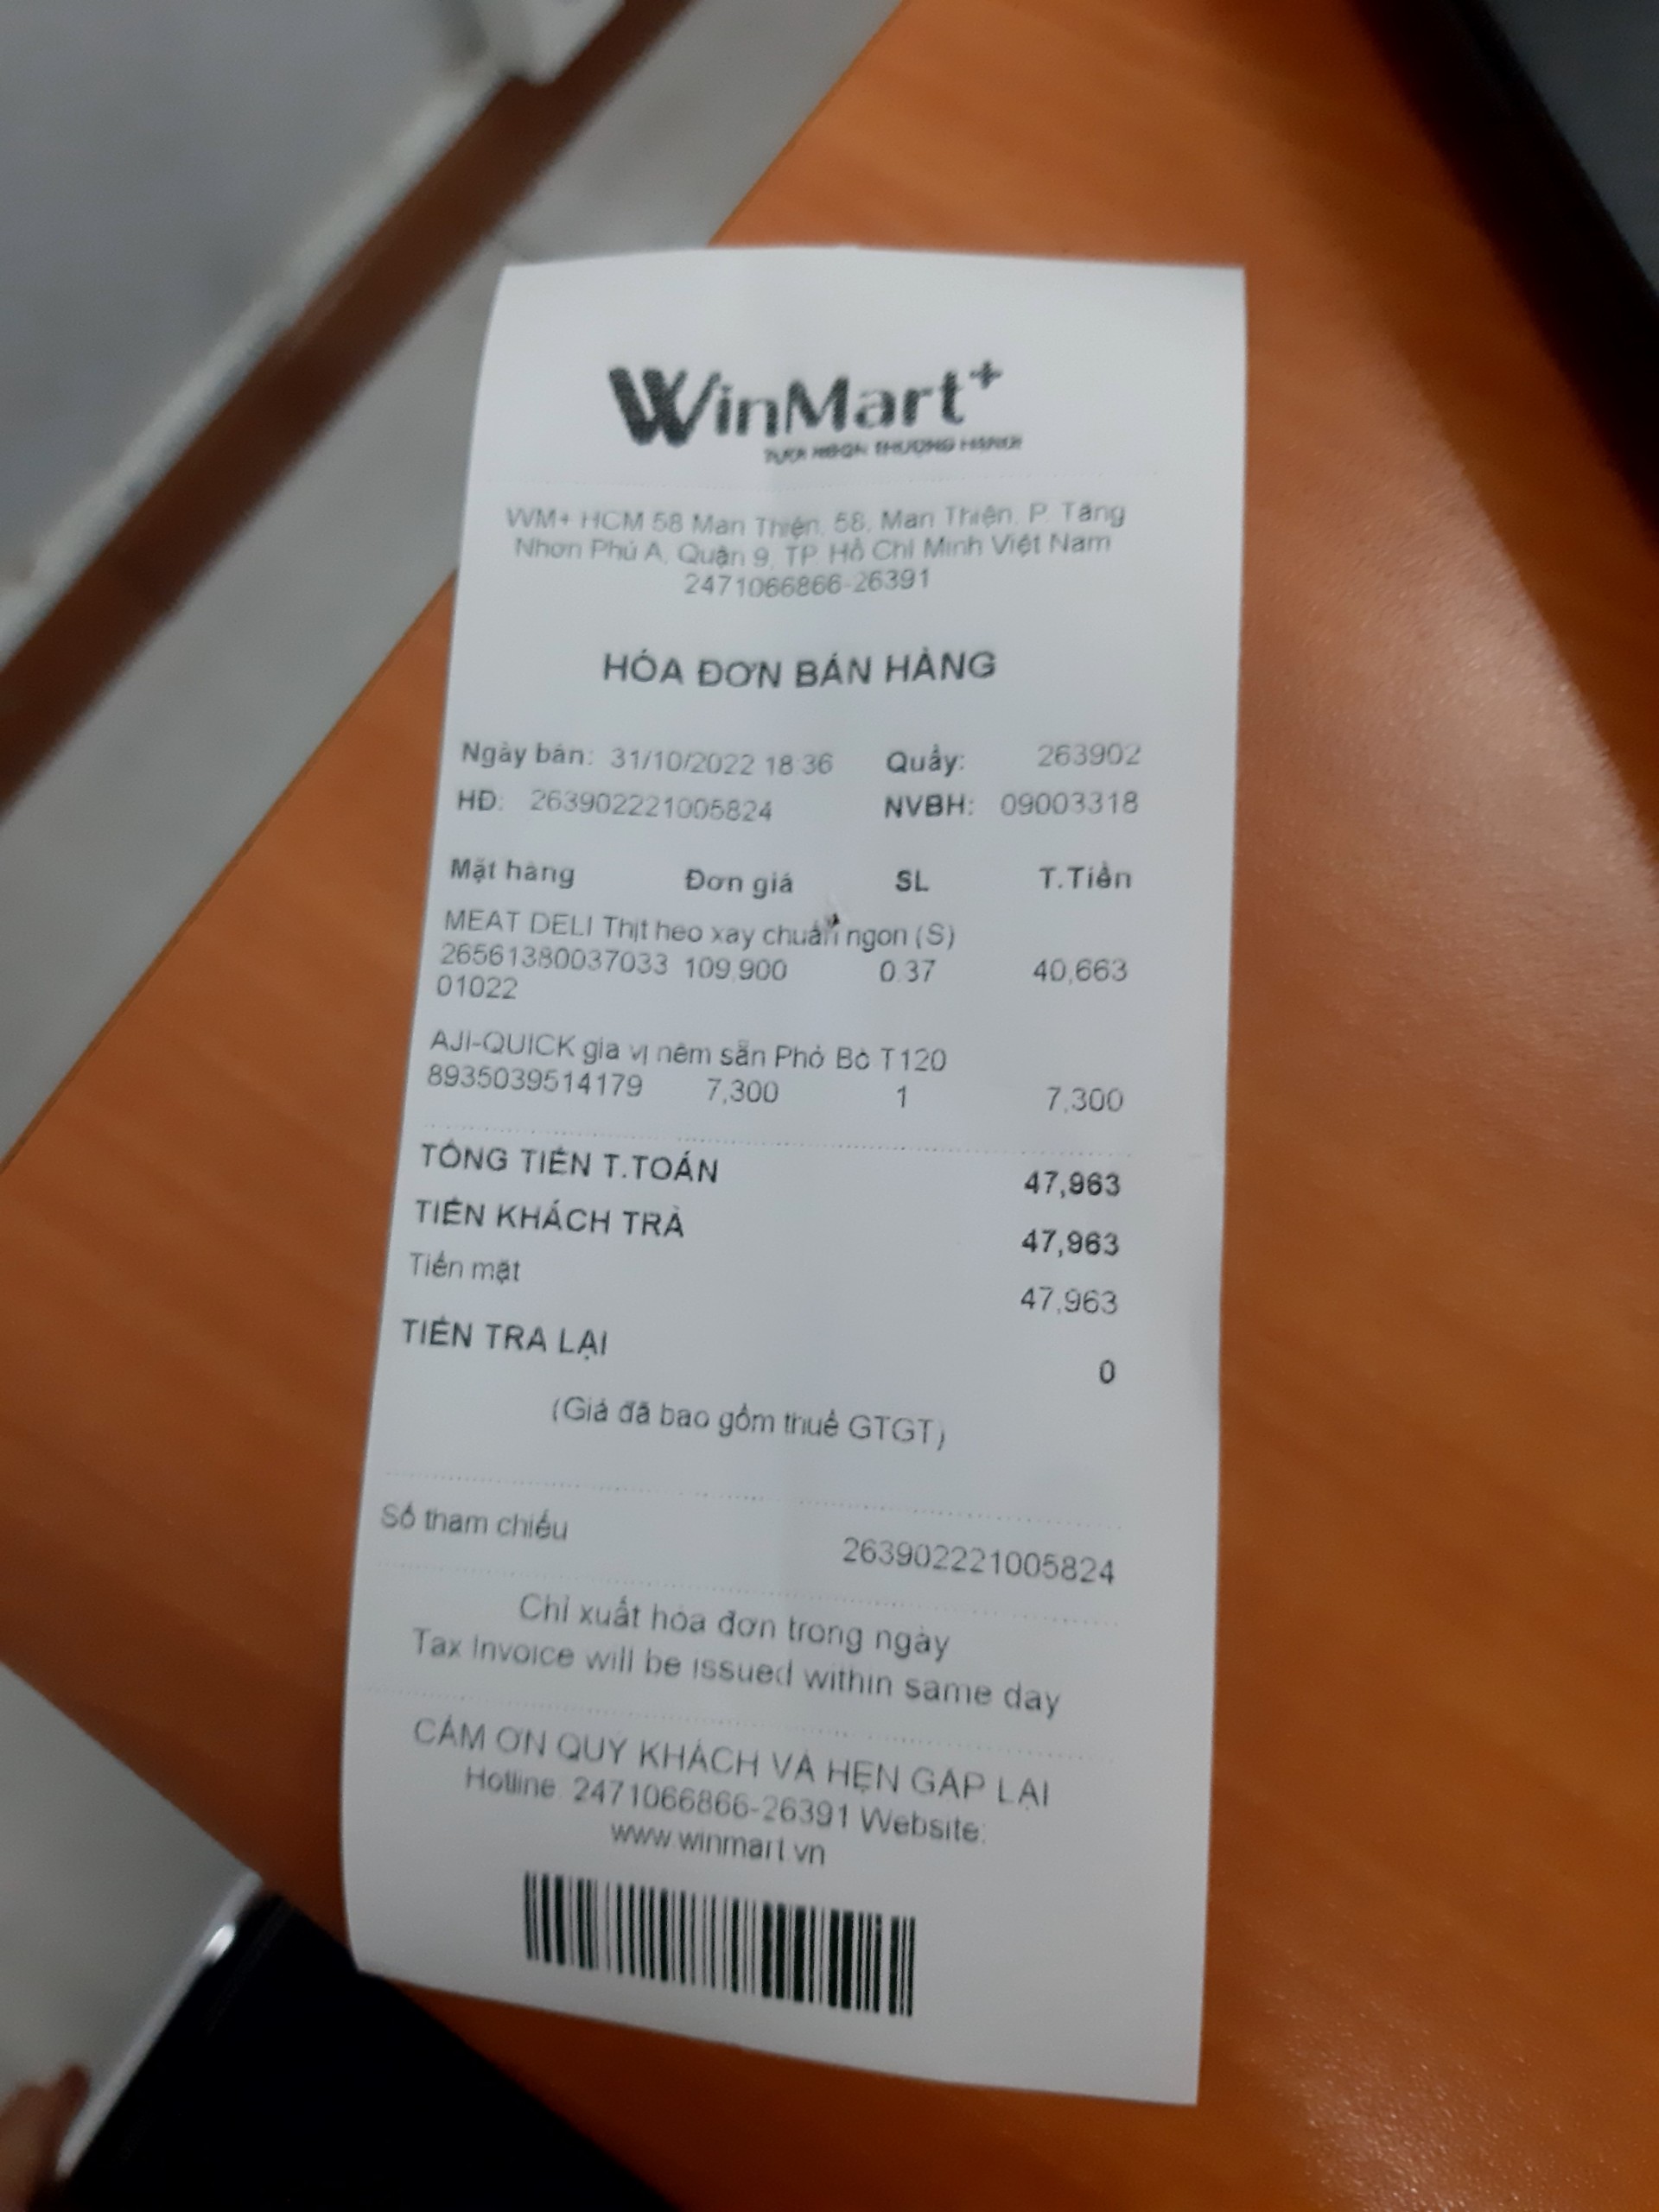 WinMart+
TƯƠI NGON THƯỢNG HẠNG
WM+ HCM 58 Man Thiện, 58, Man Thiện, P. Tăng
Nhơn Phú A, Quận 9, TP. Hồ Chí Minh Việt Nam
2471066866-26391
HÓA ĐƠN BÁN HÀNG
Ngày bán: 31/10/2022 18:36 Quầy: 263902
HĐ: 263902221005824 NVBH: 09003318
Mặt hàng Đơn giá SL T.Tiền
MEAT DELI Thịt heo xay chuẩn ngon (S)
26561380037033 109,900 0.37 40,663
01022
AJI-QUICK gia vị nêm sẵn Phở Bò T120
8935039514179 7,300 1 7,300
TỔNG TIỀN T.TOÁN 47,963
TIỀN KHÁCH TRẢ 47,963
Tiền mặt 47,963
TIỀN TRẢ LẠI 0
(Giá đã bao gồm thuế GTGT)
Số tham chiếu 263902221005824
Chỉ xuất hóa đơn trong ngày
Tax Invoice will be issued within same day
CẢM ƠN QUÝ KHÁCH VÀ HẸN GẶP LẠI
Hotline: 2471066866-26391 Website:
www.winmart.vn